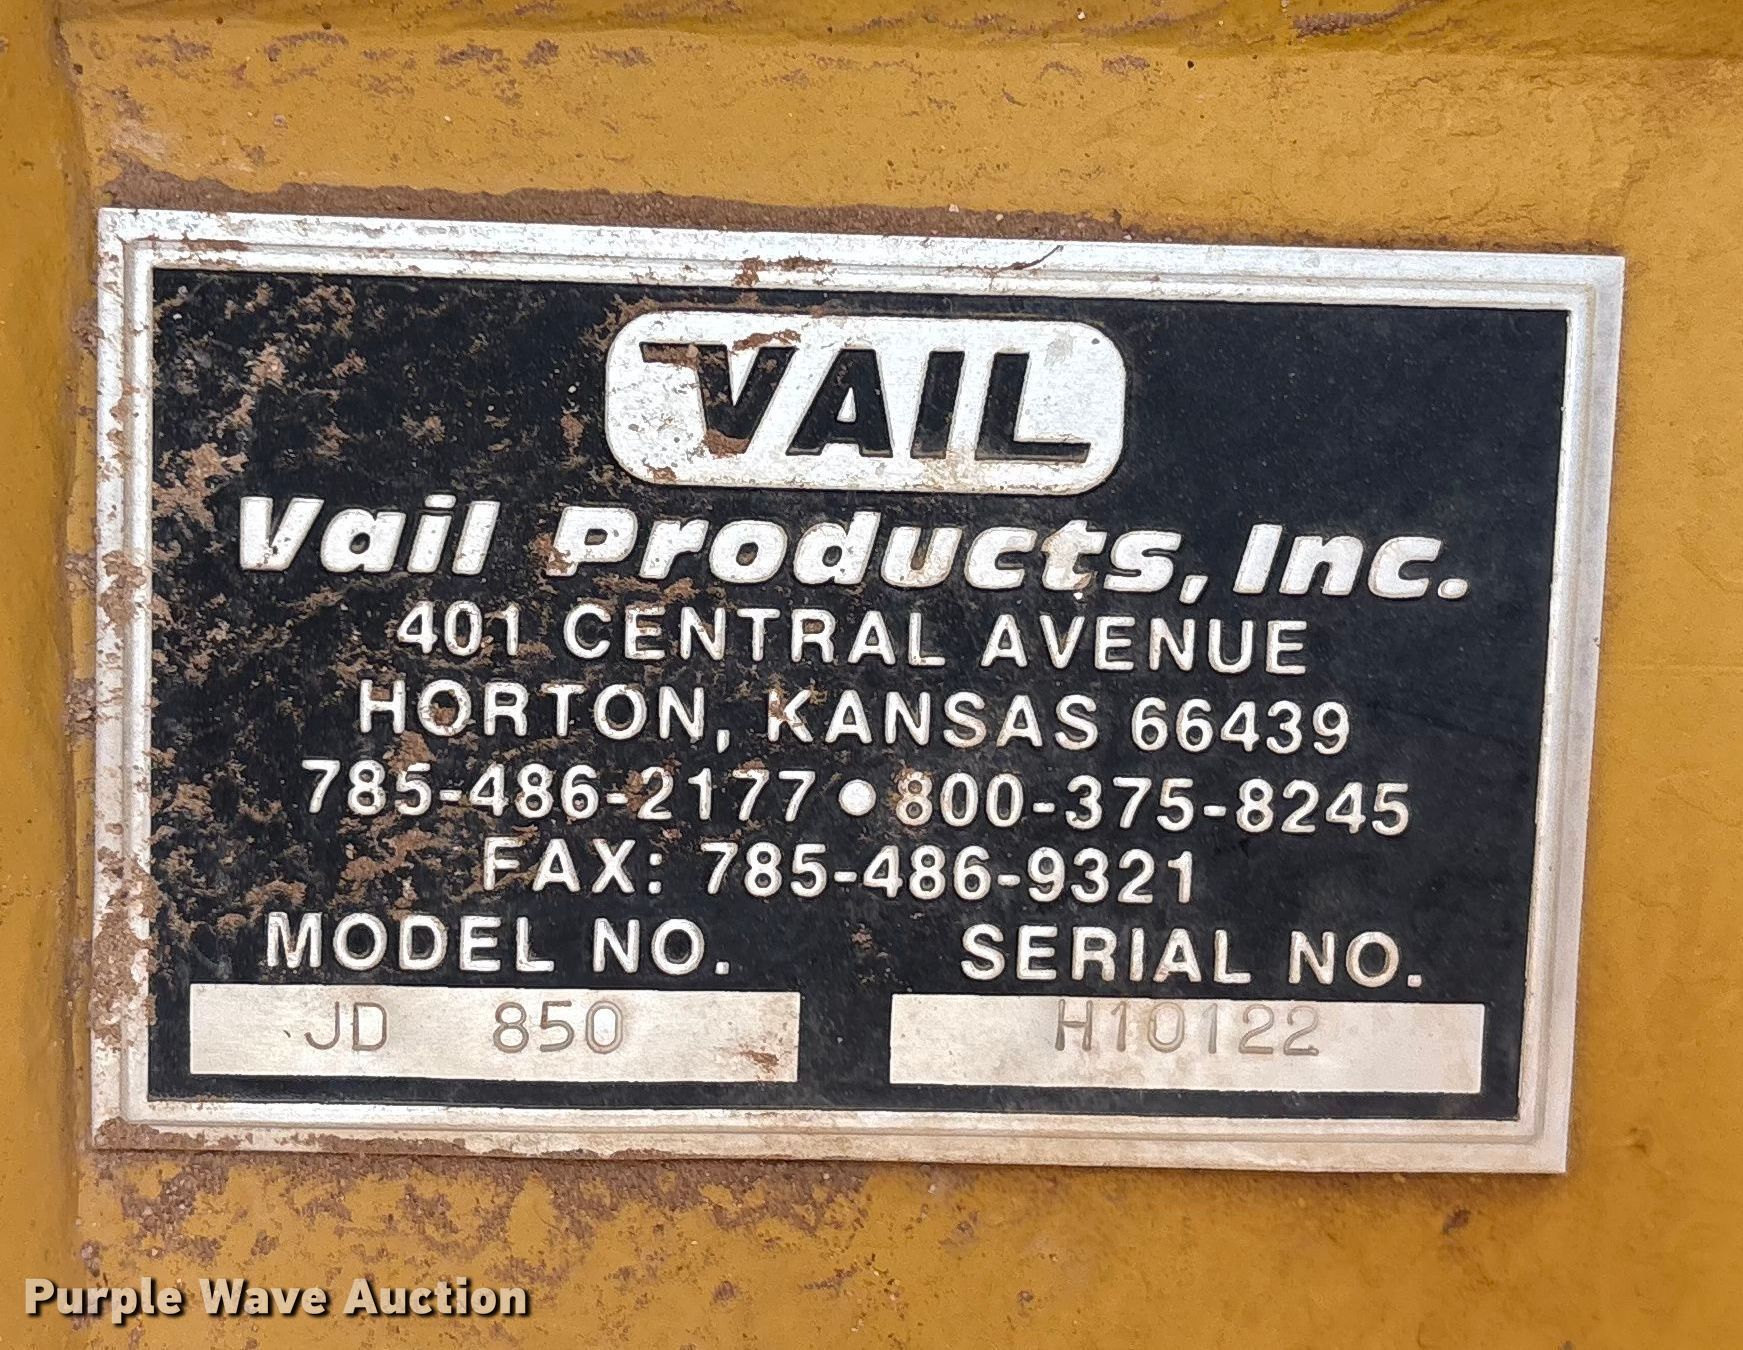 VAIL
Vail Products, Inc.
401 CENTRAL AVENUE
HORTON, KANSAS 66439
785-486-2177 • 800-375-8245
FAX: 785-486-9321
MODEL NO. SERIAL NO.
JD 850 H10122
Purple Wave Auction